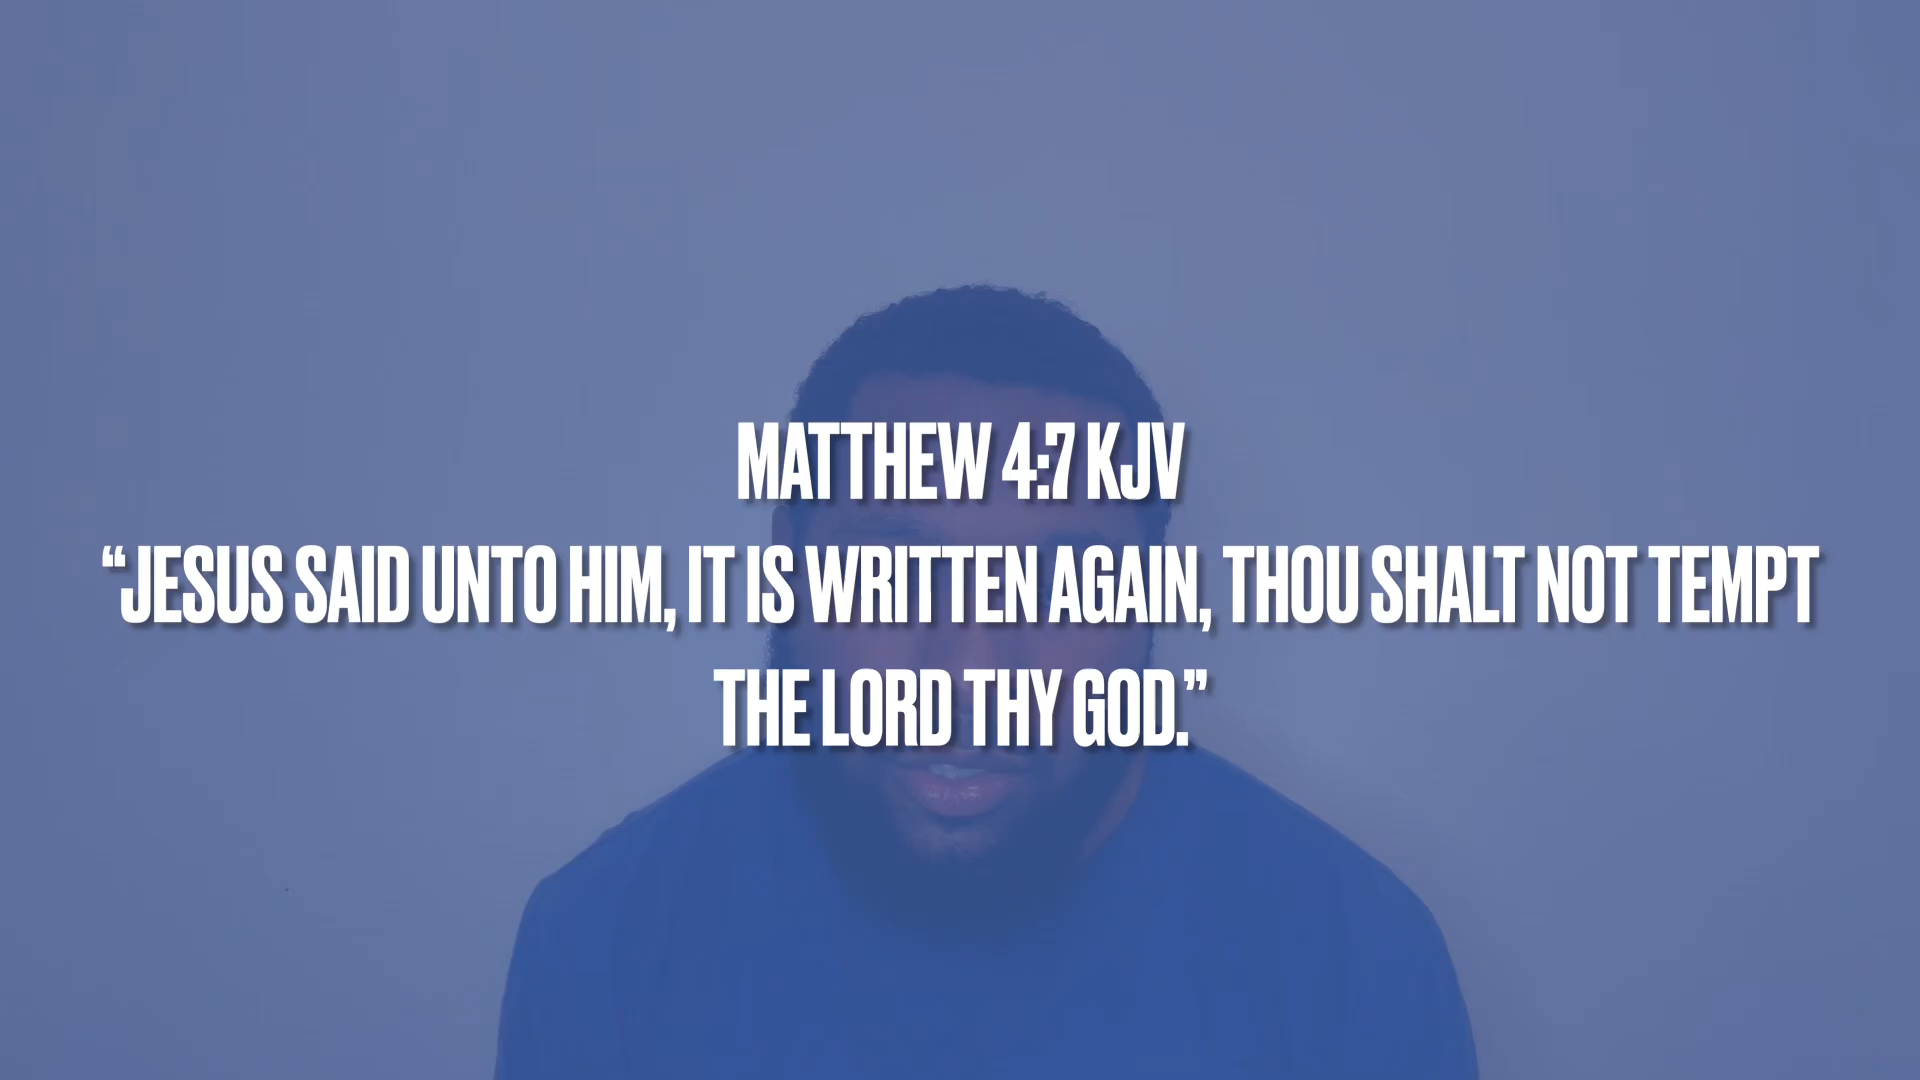 MATTHEW 4:7 KJV
“JESUS SAID UNTO HIM, IT IS WRITTEN AGAIN, THOU SHALT NOT TEMPT
THE LORD THY GOD.”